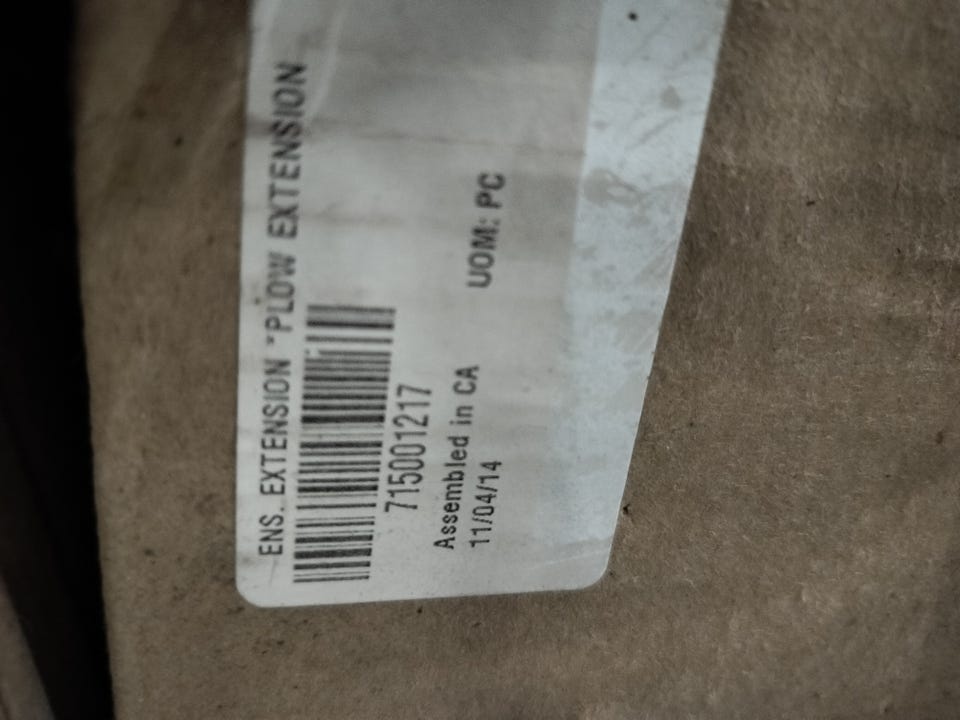 ENS. EXTENSION *PLOW EXTENSION
715001217
Assembled in CA
UOM: PC
11/04/14